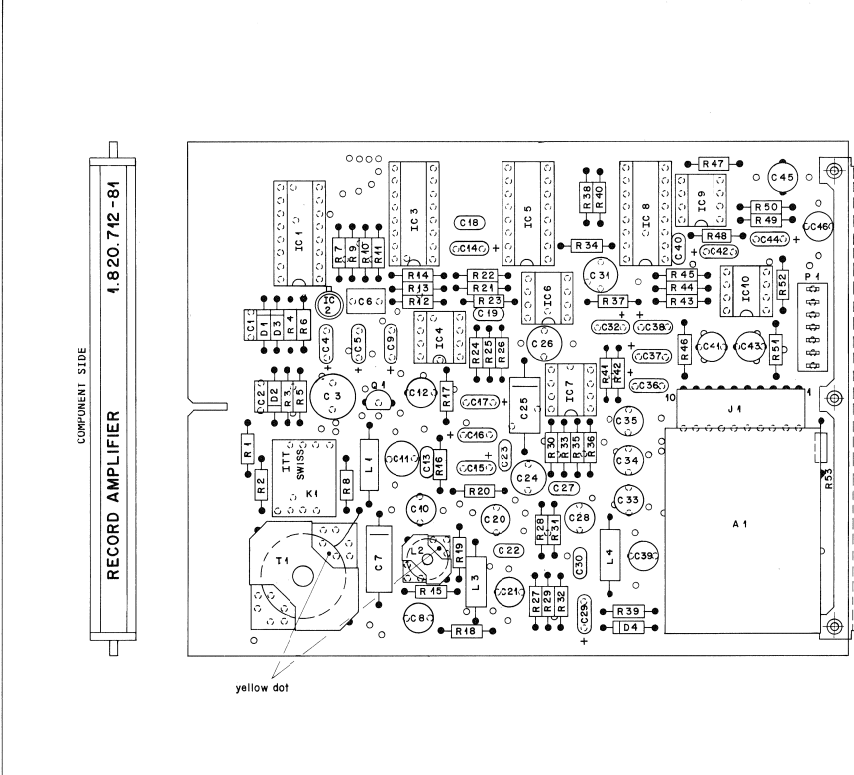 COMPONENT SIDE
RECORD AMPLIFIER 1.820.712-81
R47
C45
IC1
IC3
IC5
R38
R40
IC8
IC9
R50
R49
C18
R7
R9
R10
R11
C14 +
R34
C40
R48
C44 +
C46
+ C42
R14
R22
C31
R45
R13
R21
IC6
R44
IC10
R52
P1
IC2
C6
R12
R23
R37
R43
C19
+ +
C1
D1
D3
R4
R6
C4
C5
C9
IC4
R24
R25
R26
C26
C32
C38
R46
C41
C43
R51
+ + +
+ C37
R41
R42
C2
D2
R3
R5
C3
Q1
C12
R17
C17 +
C25
IC7
+ C36
10
J1
1
C35
+ C16
R1
ITT
SWISS
K1
R2
R8
L1
C11
C13
R16
C15 +
C23
R30
R33
R35
R36
C34
C24
R53
R20
C27
C33
C10
C20
R28
R31
C28
A1
T1
C7
L2
R19
C22
L4
C39
C30
L3
R15
C21
R27
R29
R32
C8
C29
+
R39
R18
D4
yellow dot